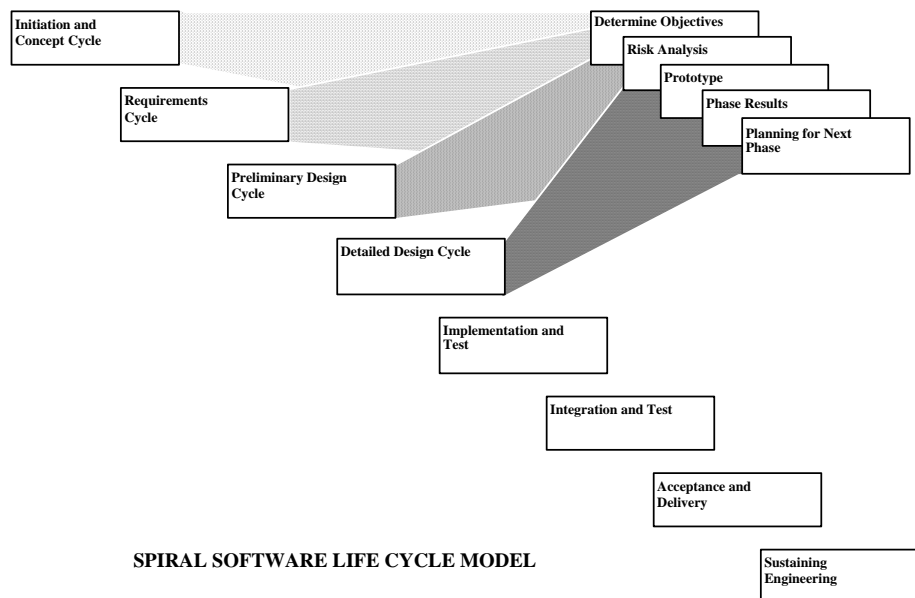 Initiation and
Concept Cycle
Determine Objectives
Risk Analysis
Prototype
Phase Results
Planning for Next
Phase
Requirements
Cycle
Preliminary Design
Cycle
Detailed Design Cycle
Implementation and
Test
Integration and Test
Acceptance and
Delivery
SPIRAL SOFTWARE LIFE CYCLE MODEL
Sustaining
Engineering